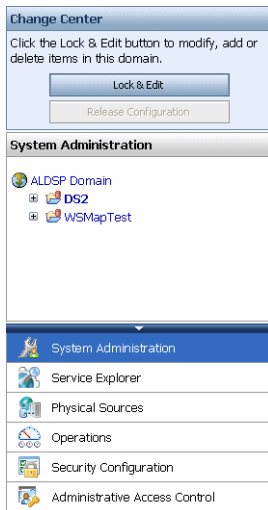 Change Center
Click the Lock & Edit button to modify, add or
delete items in this domain.
Lock & Edit
Release Configuration
System Administration
ALDSP Domain
DS2
WSMapTest
System Administration
Service Explorer
Physical Sources
Operations
Security Configuration
Administrative Access Control